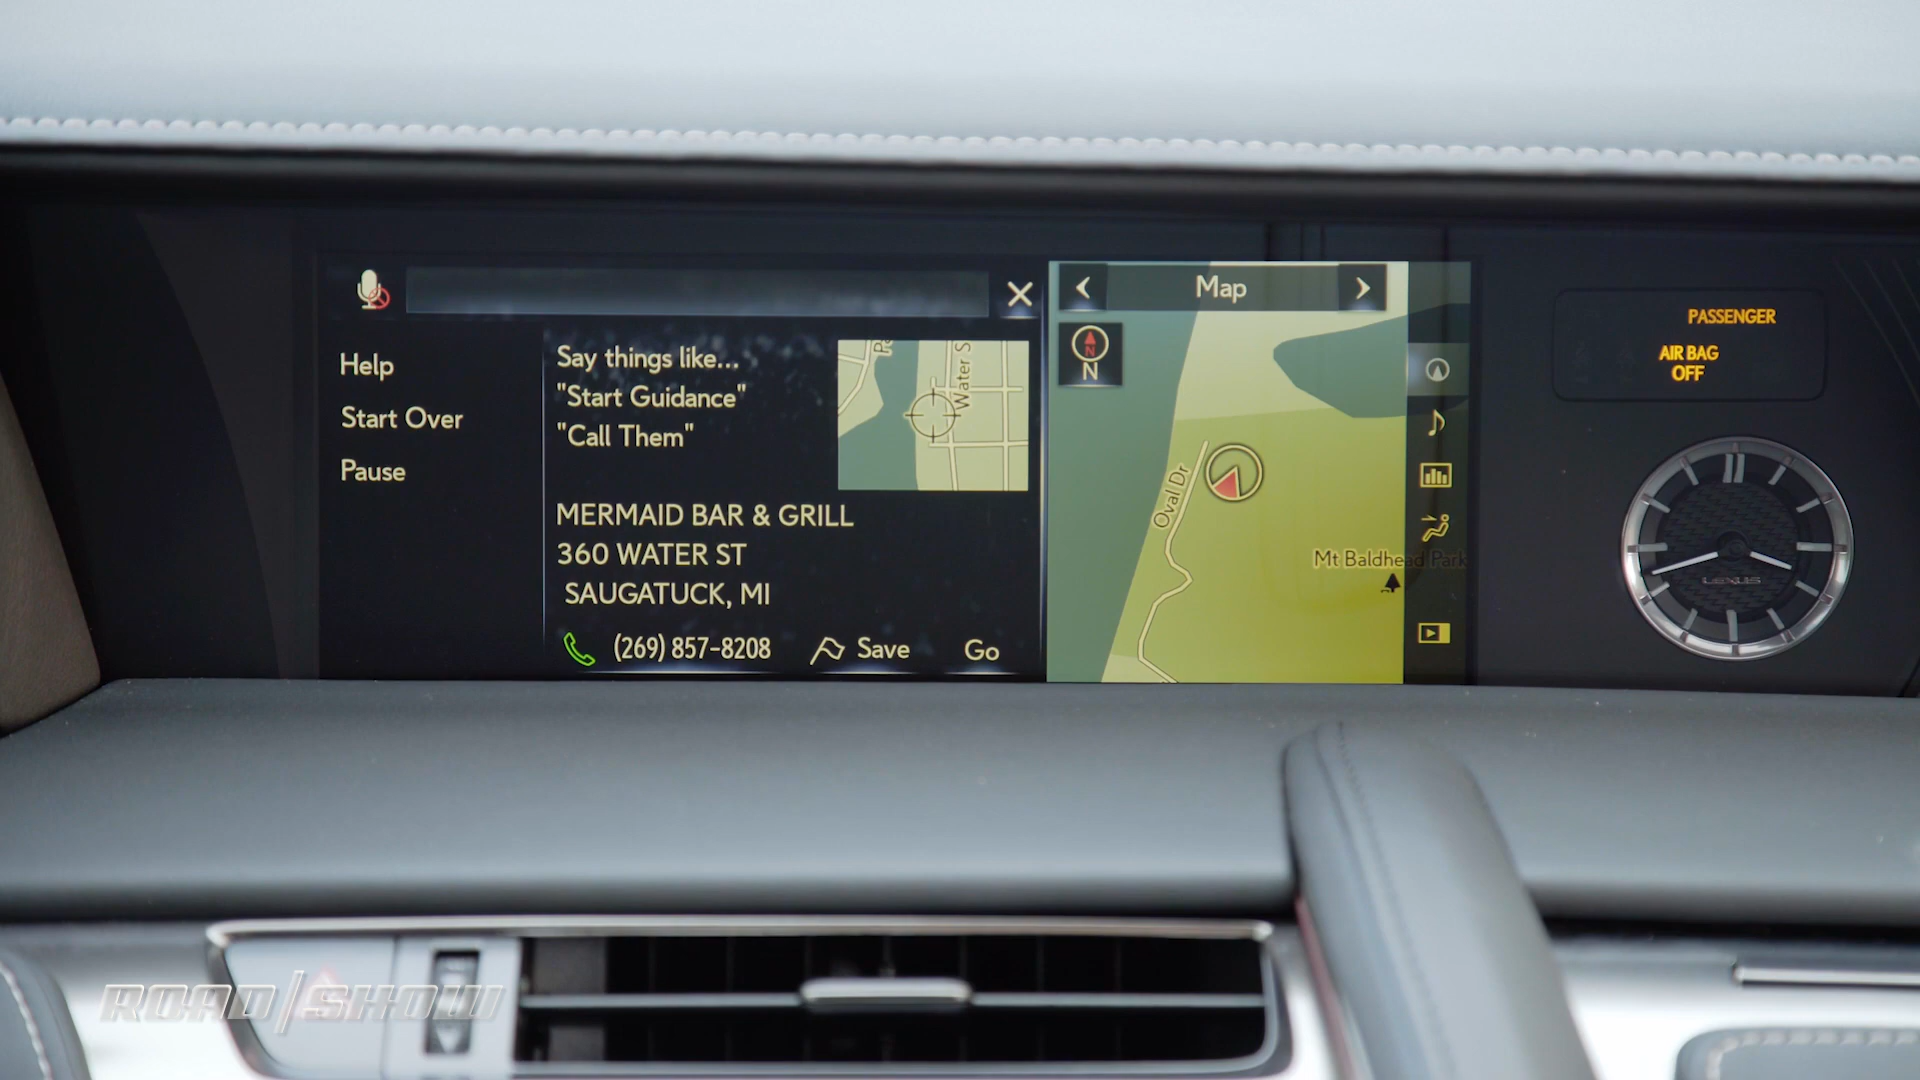 Map
Help
Start Over
Pause
Say things like...
"Start Guidance"
"Call Them"
Water S
MERMAID BAR & GRILL
360 WATER ST
SAUGATUCK, MI
(269) 857-8208
Save
Go
N
N
Oval Dr
Mt Baldhead Park
PASSENGER
AIR BAG
OFF
LEXUS
ROAD/SHOW